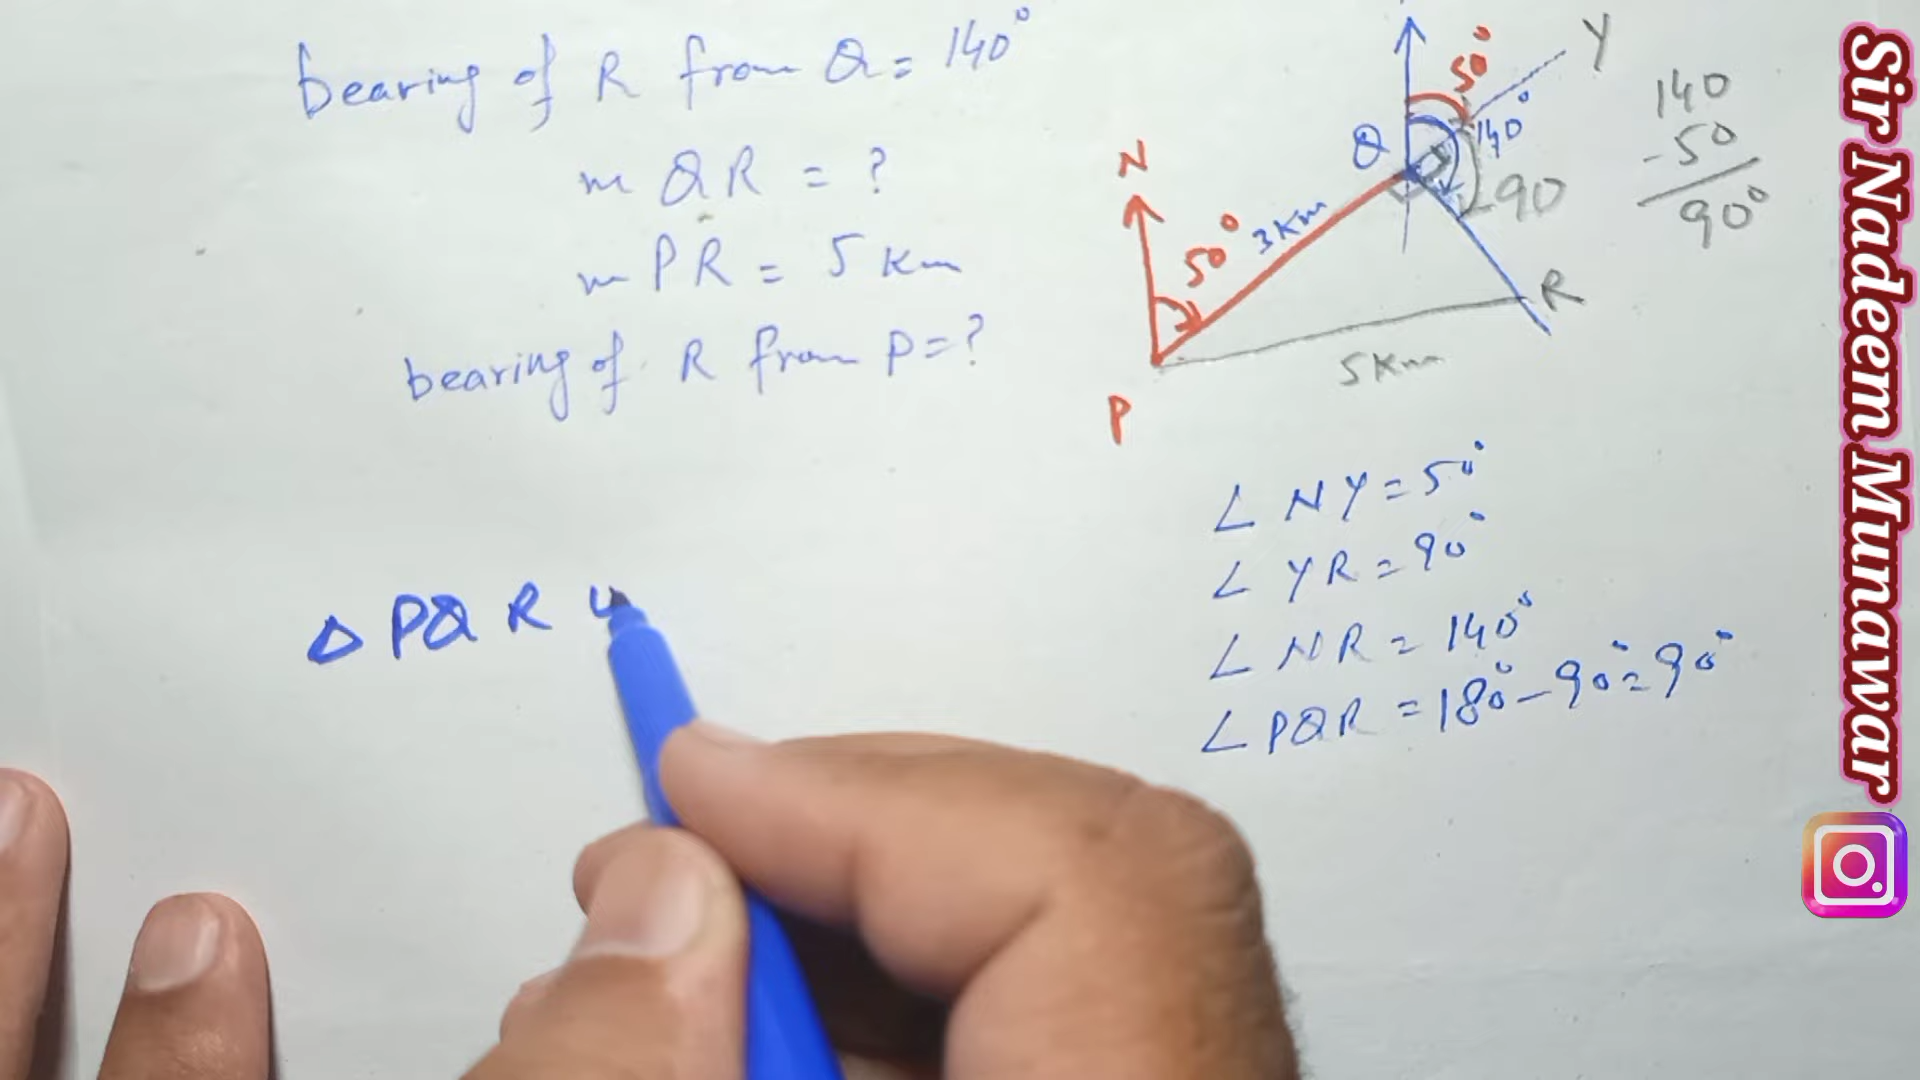 bearing of R from Q = 140°
m QR = ?
m PR = 5 Km
bearing of R from P = ?
N
50°
3 Km
Q
50°
Y
140°
90
R
5 Km
P
140
- 50
90°
∠ NY = 50°
∠ YR = 90°
∠ NR = 140°
∠ PQR = 180° - 90° = 90°
Δ PQR
Sir Nadeem Munawar